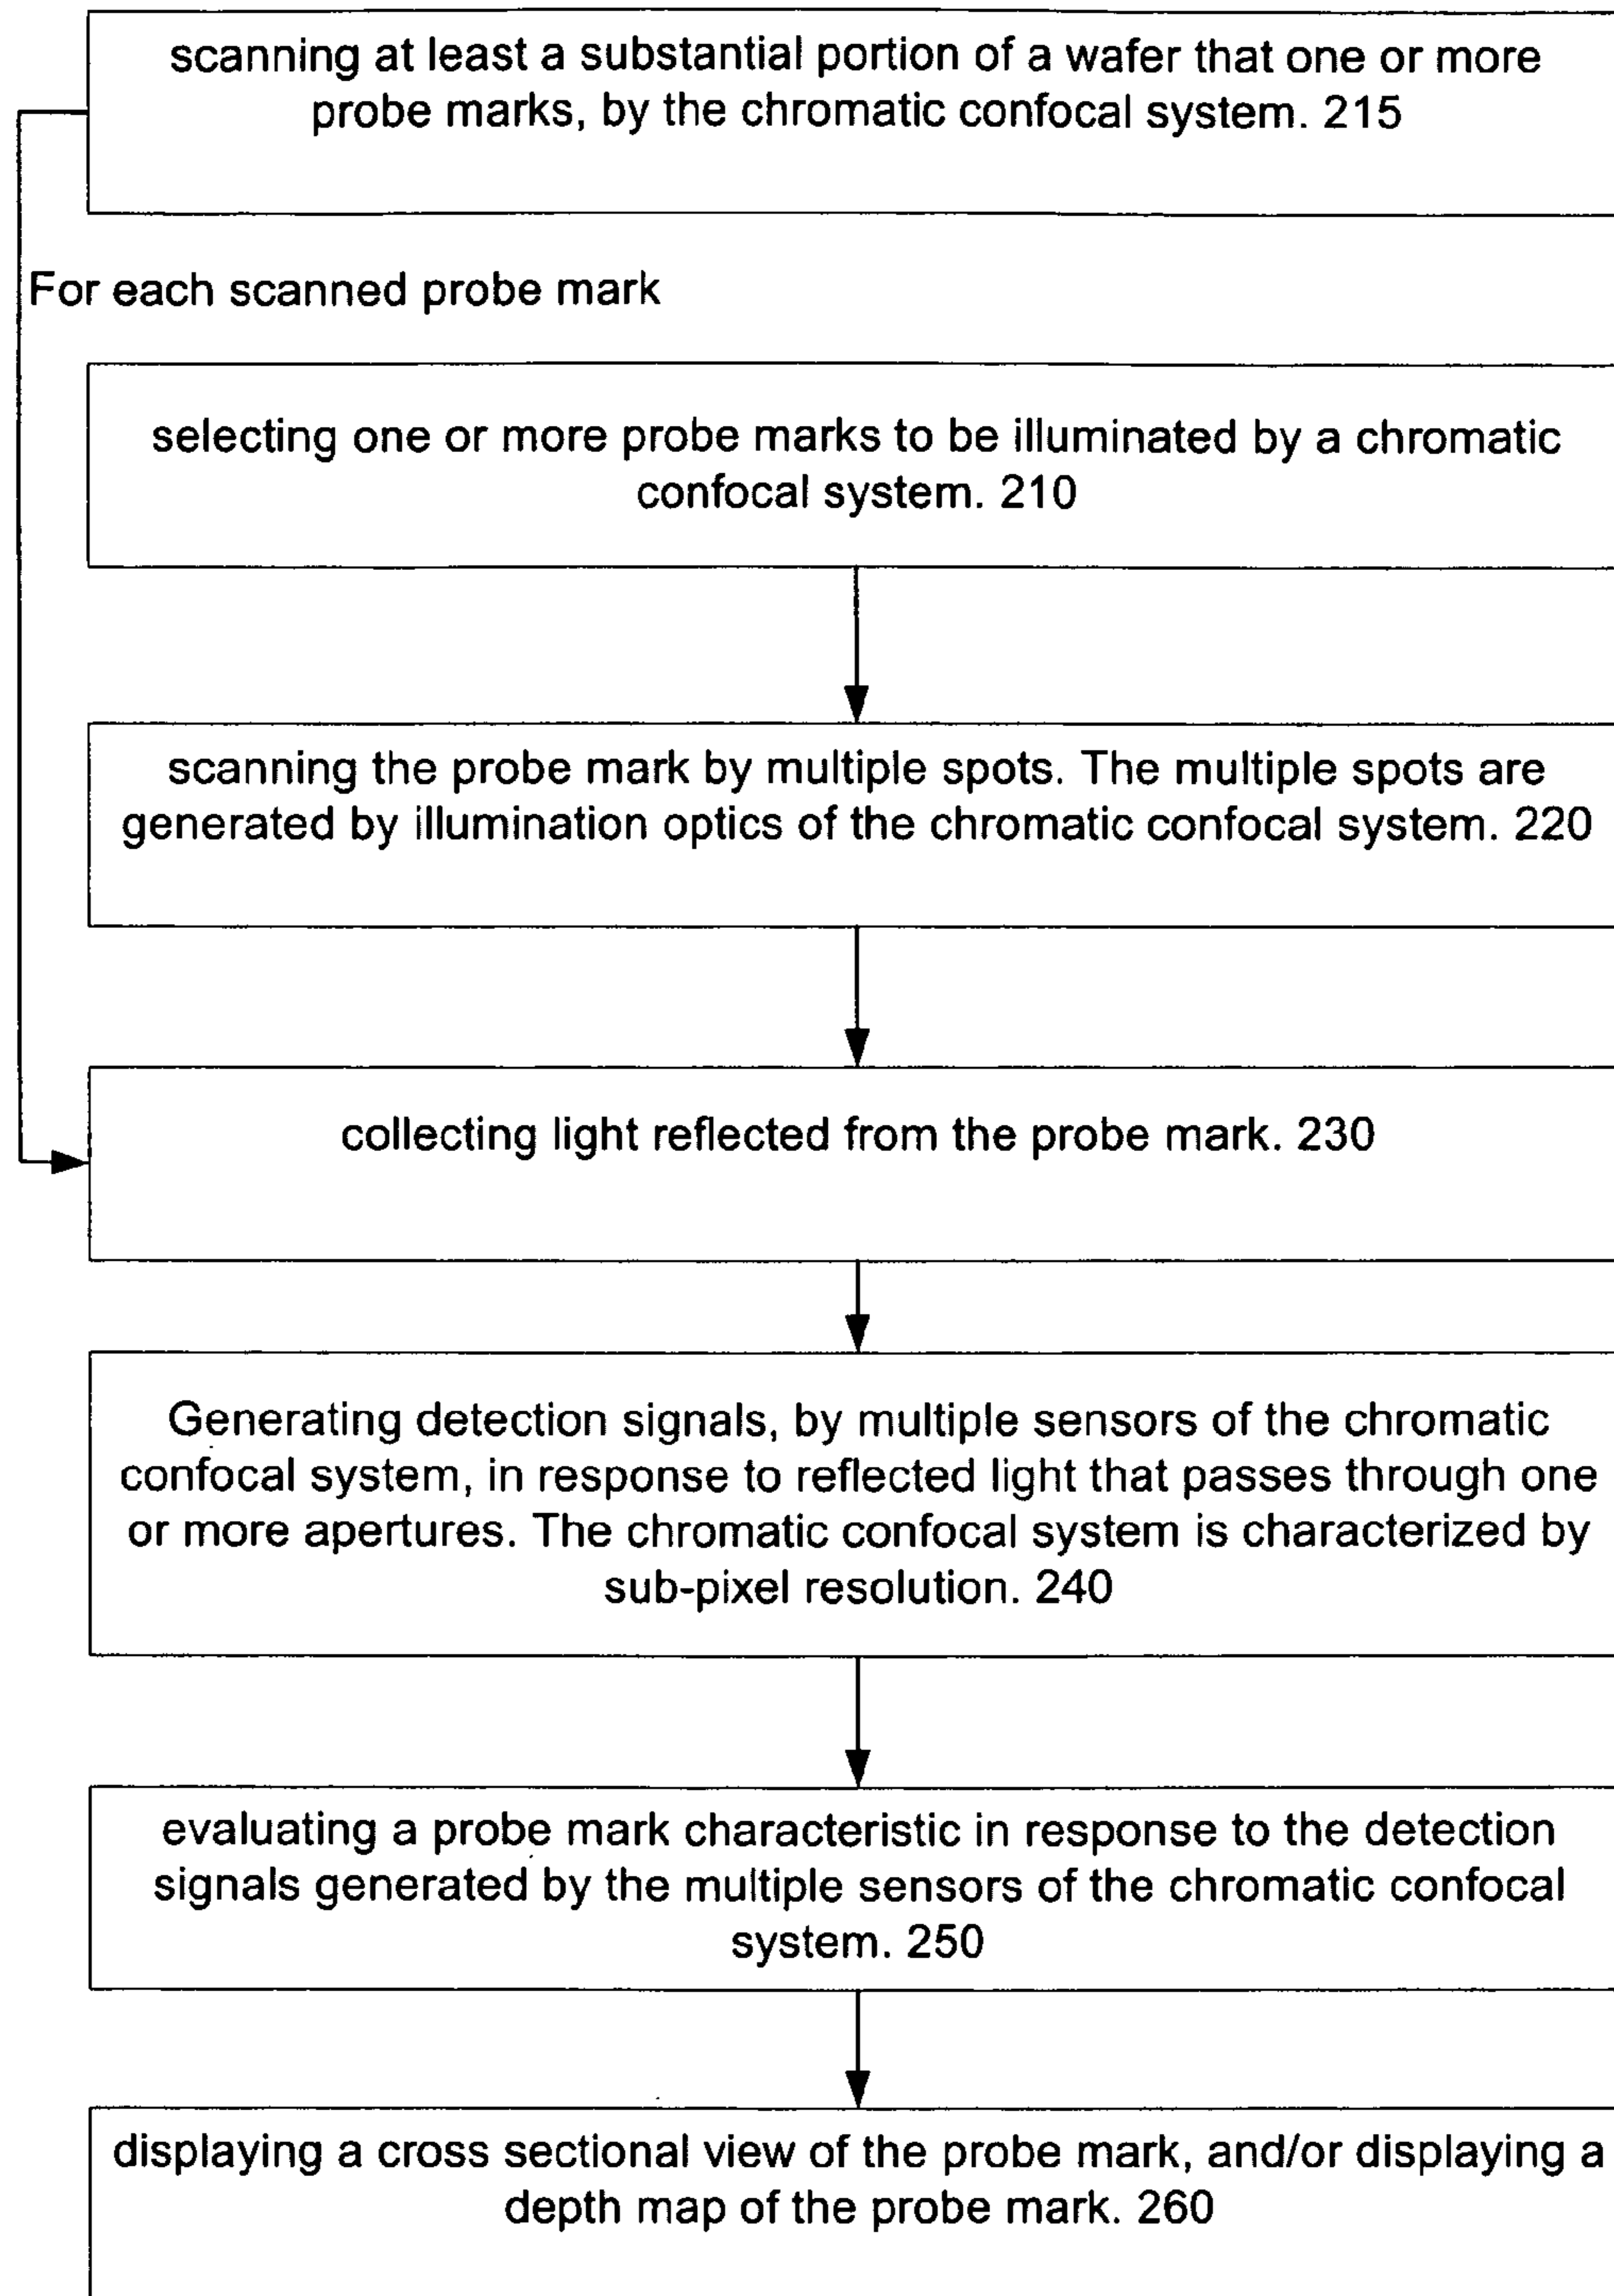 scanning at least a substantial portion of a wafer that one or more
probe marks, by the chromatic confocal system. 215
For each scanned probe mark
selecting one or more probe marks to be illuminated by a chromatic
confocal system. 210
scanning the probe mark by multiple spots. The multiple spots are
generated by illumination optics of the chromatic confocal system. 220
collecting light reflected from the probe mark. 230
Generating detection signals, by multiple sensors of the chromatic
confocal system, in response to reflected light that passes through one
or more apertures. The chromatic confocal system is characterized by
sub-pixel resolution. 240
evaluating a probe mark characteristic in response to the detection
signals generated by the multiple sensors of the chromatic confocal
system. 250
displaying a cross sectional view of the probe mark, and/or displaying a
depth map of the probe mark. 260